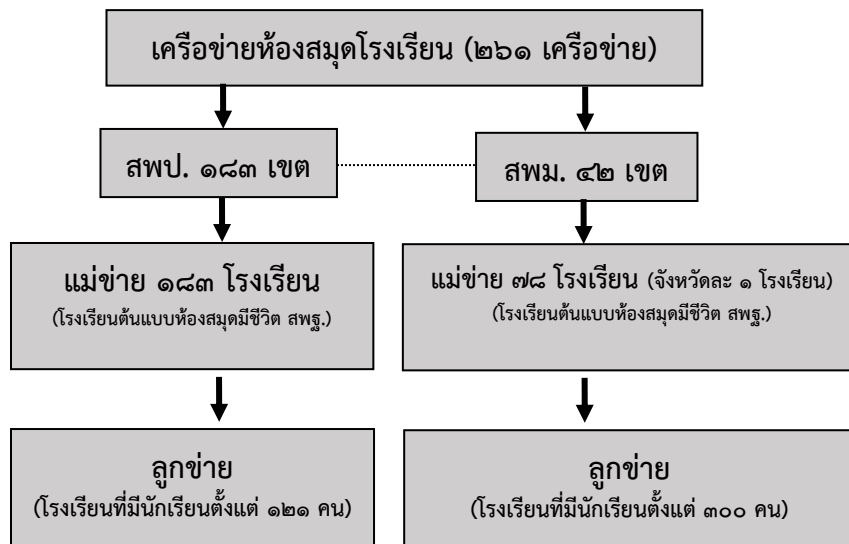 เครือข่ายห้องสมุดโรงเรียน (๒๖๑ เครือข่าย)
สพป. ๑๘๓ เขต
สพม. ๔๒ เขต
แม่ข่าย ๑๘๓ โรงเรียน
(โรงเรียนต้นแบบห้องสมุดมีชีวิต สพฐ.)
แม่ข่าย ๗๘ โรงเรียน (จังหวัดละ ๑ โรงเรียน)
(โรงเรียนต้นแบบห้องสมุดมีชีวิต สพฐ.)
ลูกข่าย
(โรงเรียนที่มีนักเรียนตั้งแต่ ๑๒๑ คน)
ลูกข่าย
(โรงเรียนที่มีนักเรียนตั้งแต่ ๓๐๐ คน)